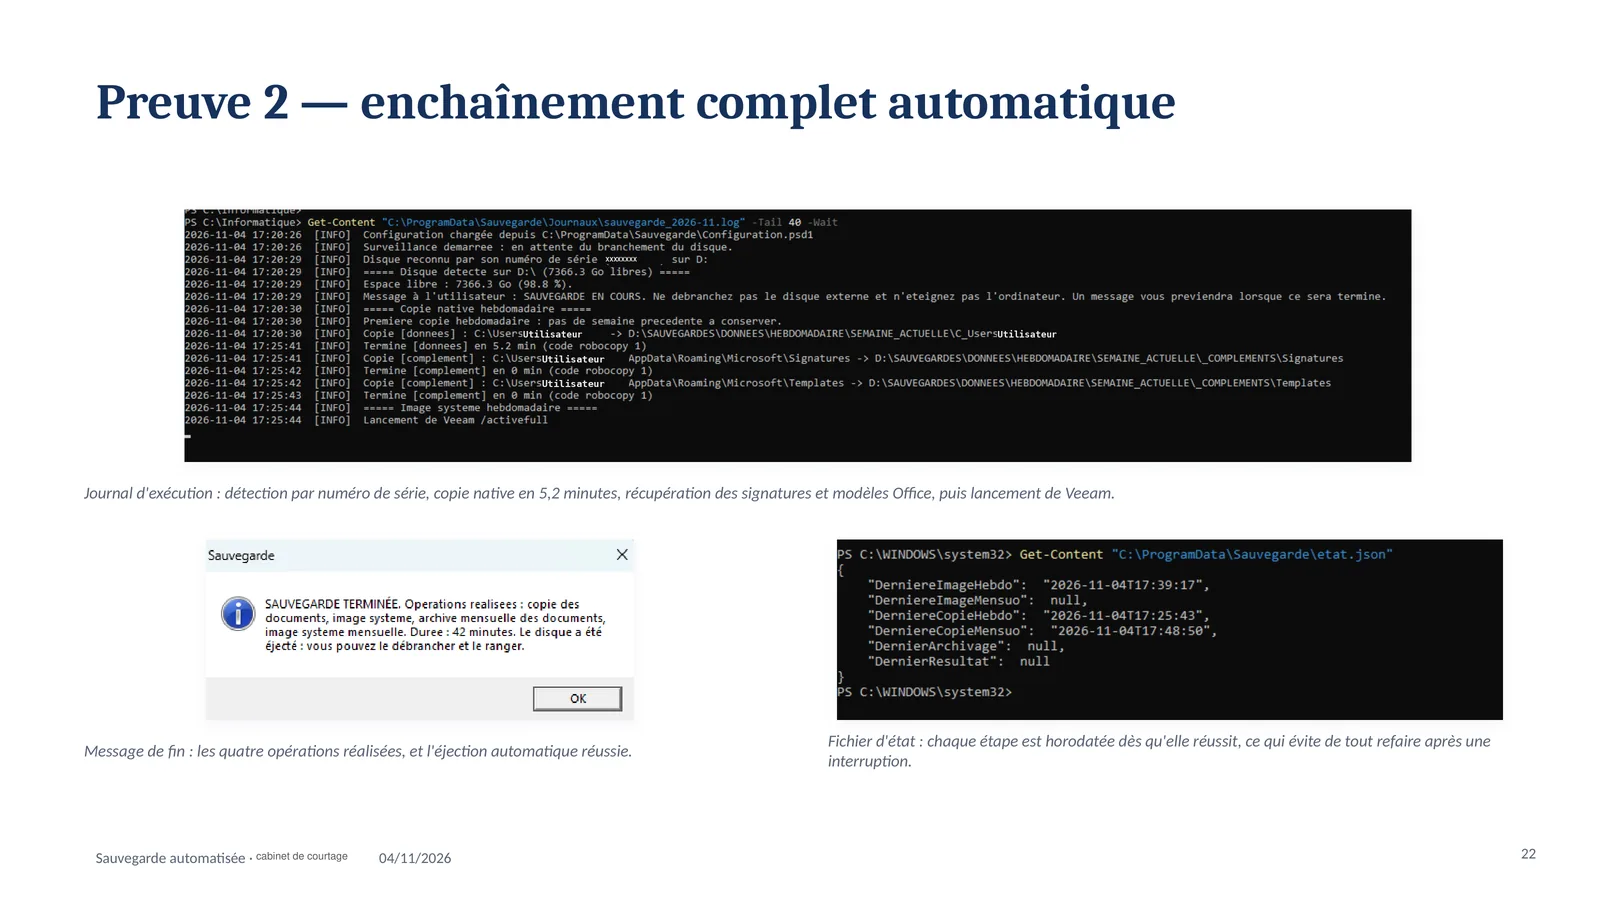 Preuve 2 — enchaînement complet automatique
PS C:\Informatique>
PS C:\Informatique> Get-Content "C:\ProgramData\Sauvegarde\Journaux\sauvegarde_2026-11.log" -Tail 40 -Wait
2026-11-04 17:20:26 [INFO] Configuration chargée depuis C:\ProgramData\Sauvegarde\Configuration.psd1
2026-11-04 17:20:26 [INFO] Surveillance demarree : en attente du branchement du disque.
2026-11-04 17:20:29 [INFO] Disque reconnu par son numéro de série xxxxxxxx sur D:
2026-11-04 17:20:29 [INFO] ===== Disque detecte sur D:\ (7366.3 Go libres) =====
2026-11-04 17:20:29 [INFO] Espace libre : 7366.3 Go (98.8 %).
2026-11-04 17:20:29 [INFO] Message à l'utilisateur : SAUVEGARDE EN COURS. Ne debranchez pas le disque externe et n'eteignez pas l'ordinateur. Un message vous previendra lorsque ce sera termine.
2026-11-04 17:20:30 [INFO] ===== Copie native hebdomadaire =====
2026-11-04 17:20:30 [INFO] Premiere copie hebdomadaire : pas de semaine precedente a conserver.
2026-11-04 17:20:30 [INFO] Copie [donnees] : C:\UsersUtilisateur -> D:\SAUVEGARDES\DONNEES\HEBDOMADAIRE\SEMAINE_ACTUELLE\C_UsersUtilisateur
2026-11-04 17:25:41 [INFO] Termine [donnees] en 5.2 min (code robocopy 1)
2026-11-04 17:25:41 [INFO] Copie [complement] : C:\UsersUtilisateur AppData\Roaming\Microsoft\Signatures -> D:\SAUVEGARDES\DONNEES\HEBDOMADAIRE\SEMAINE_ACTUELLE\_COMPLEMENTS\Signatures
2026-11-04 17:25:42 [INFO] Termine [complement] en 0 min (code robocopy 1)
2026-11-04 17:25:42 [INFO] Copie [complement] : C:\UsersUtilisateur AppData\Roaming\Microsoft\Templates -> D:\SAUVEGARDES\DONNEES\HEBDOMADAIRE\SEMAINE_ACTUELLE\_COMPLEMENTS\Templates
2026-11-04 17:25:43 [INFO] Termine [complement] en 0 min (code robocopy 1)
2026-11-04 17:25:44 [INFO] ===== Image systeme hebdomadaire =====
2026-11-04 17:25:44 [INFO] Lancement de Veeam /activefull
Journal d'exécution : détection par numéro de série, copie native en 5,2 minutes, récupération des signatures et modèles Office, puis lancement de Veeam.
Sauvegarde
SAUVEGARDE TERMINÉE. Operations realisees : copie des
documents, image systeme, archive mensuelle des documents,
image systeme mensuelle. Duree : 42 minutes. Le disque a été
éjecté : vous pouvez le débrancher et le ranger.
OK
Message de fin : les quatre opérations réalisées, et l'éjection automatique réussie.
PS C:\WINDOWS\system32> Get-Content "C:\ProgramData\Sauvegarde\etat.json"
{
"DerniereImageHebdo": "2026-11-04T17:39:17",
"DerniereImageMensuo": null,
"DerniereCopieHebdo": "2026-11-04T17:25:43",
"DerniereCopieMensuo": "2026-11-04T17:48:50",
"DernierArchivage": null,
"DernierResultat": null
}
PS C:\WINDOWS\system32>
Fichier d'état : chaque étape est horodatée dès qu'elle réussit, ce qui évite de tout refaire après une
interruption.
Sauvegarde automatisée · cabinet de courtage 04/11/2026
22